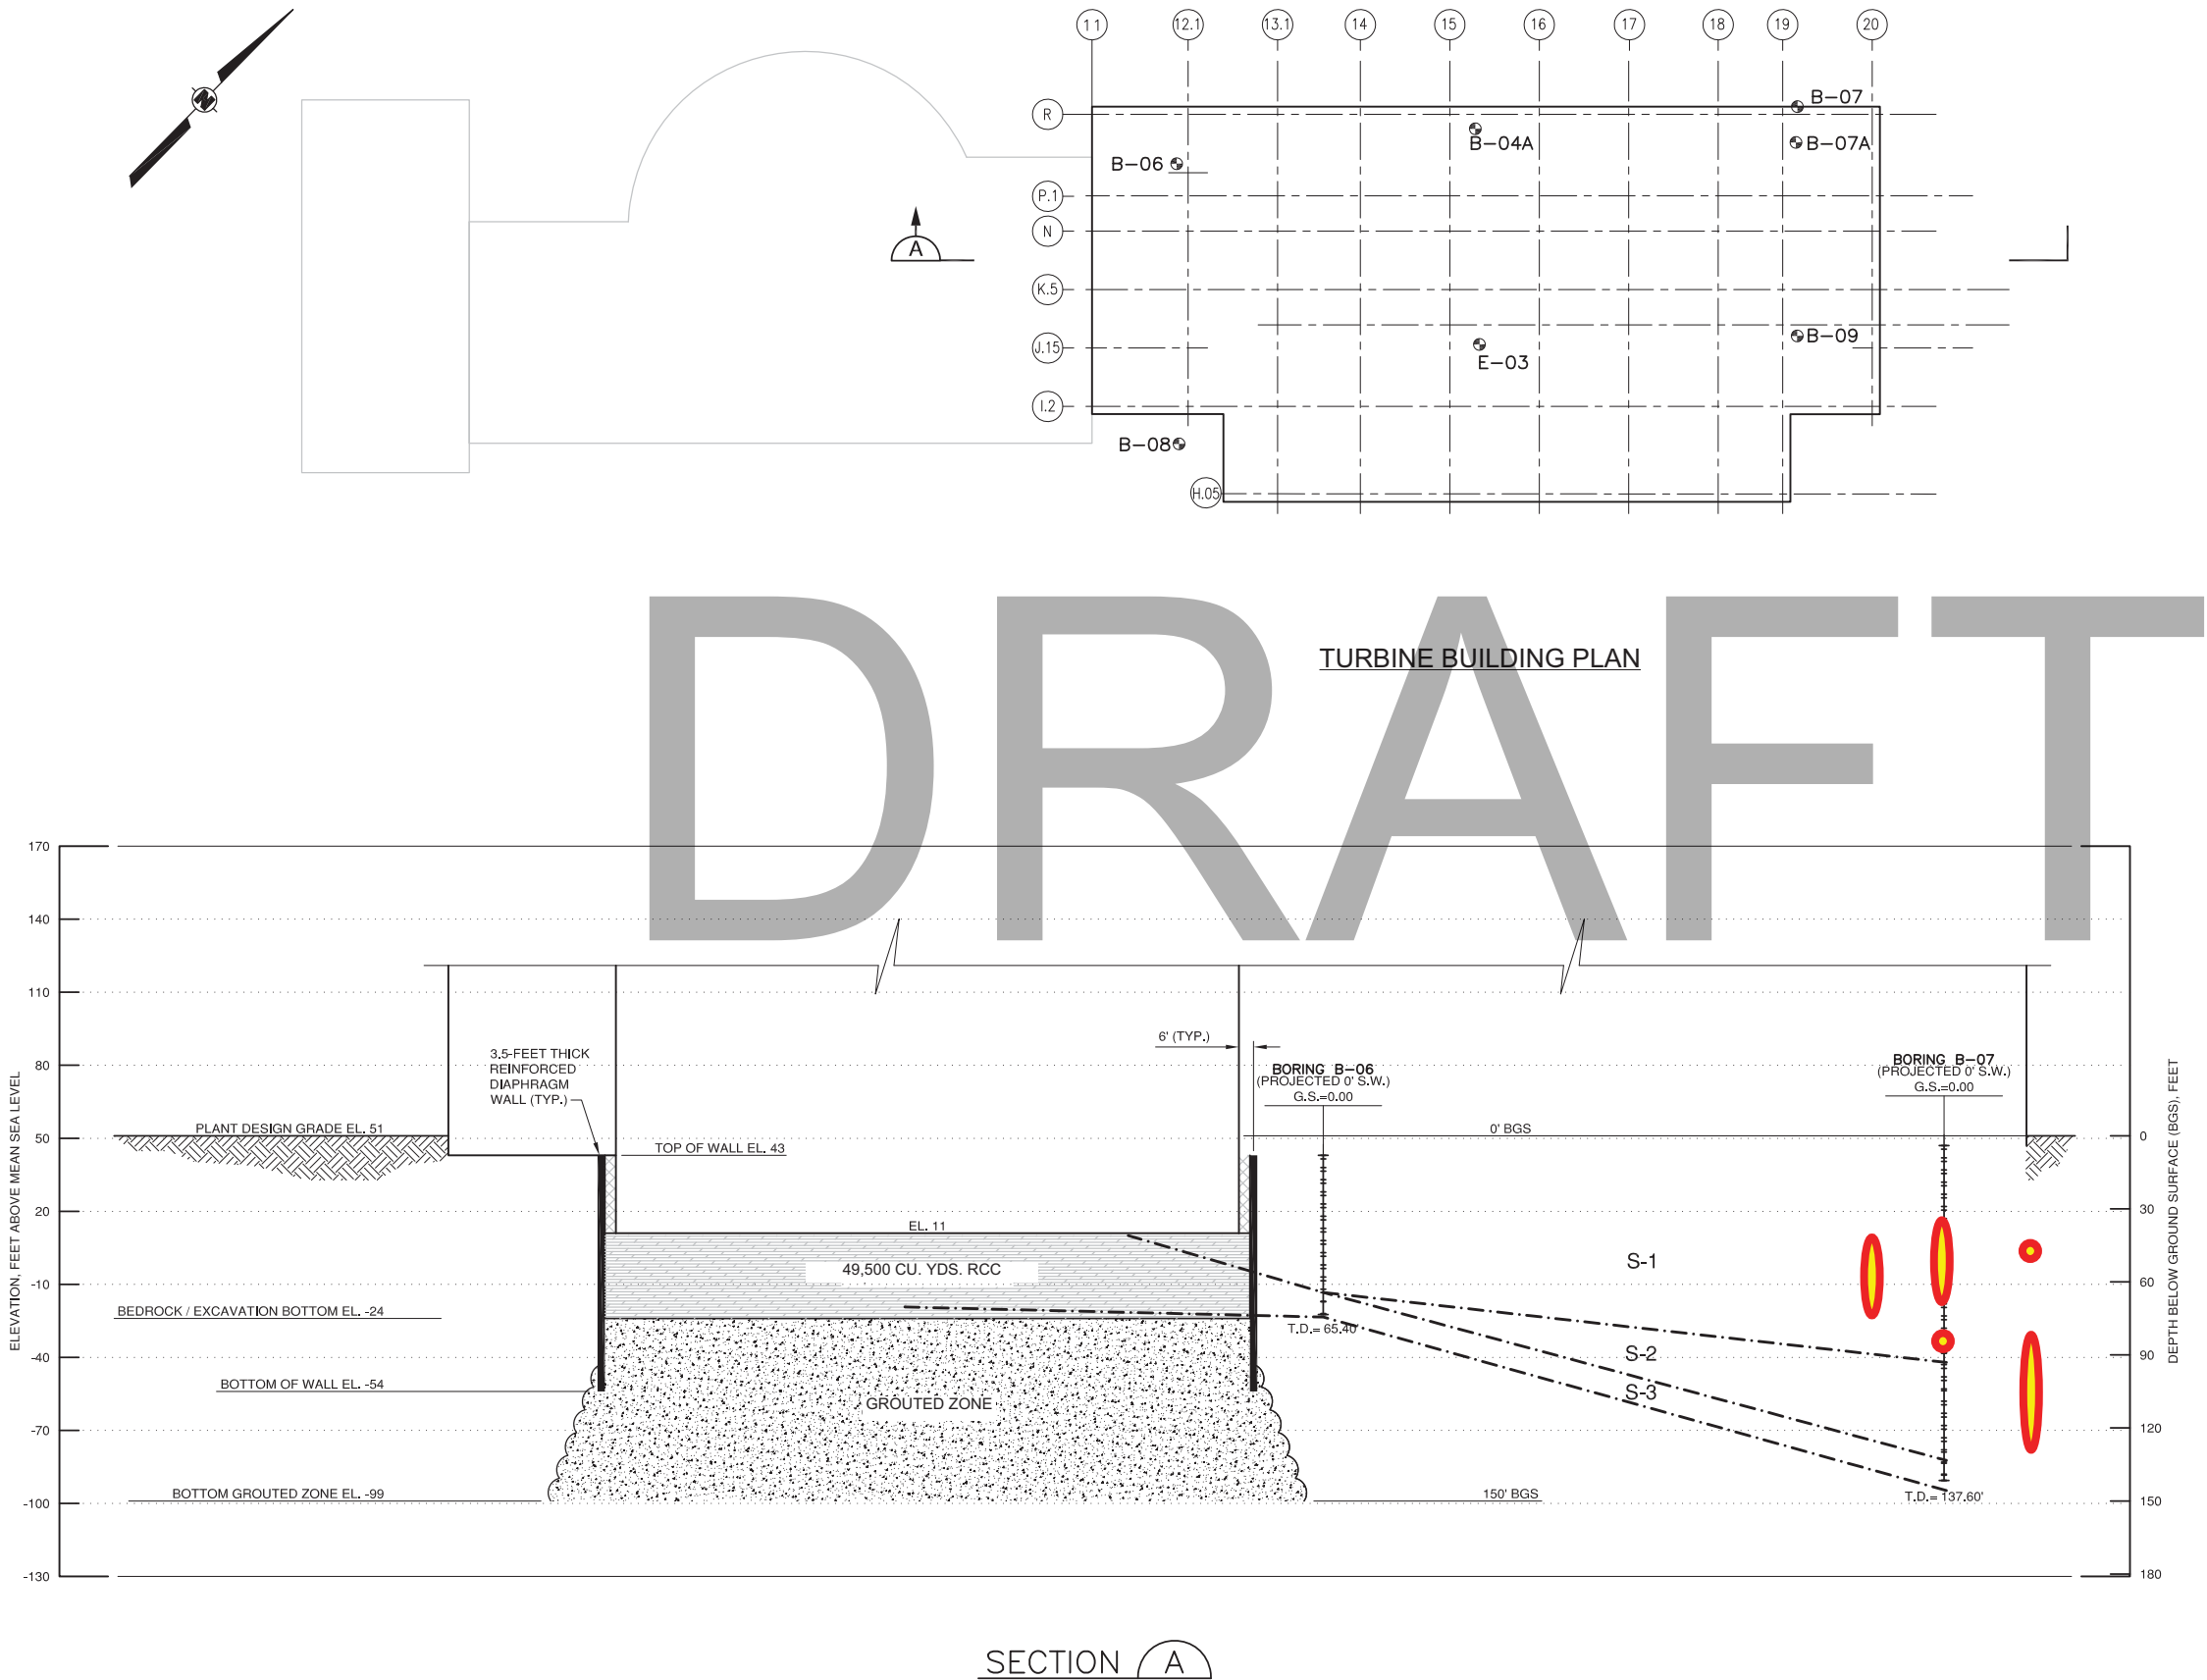 11
12.1
13.1
14
15
16
17
18
19
20
N
R
P.1
N
K.5
J.15
I.2
H.05
B-07
B-04A
B-07A
B-06
A
B-09
E-03
B-08
DRAFT
TURBINE BUILDING PLAN
170
140
110
80
50
20
-10
-40
-70
-100
-130
ELEVATION, FEET ABOVE MEAN SEA LEVEL
3.5-FEET THICK
REINFORCED
DIAPHRAGM
WALL (TYP.)
6' (TYP.)
BORING B-06
(PROJECTED 0' S.W.)
G.S.=0.00
BORING B-07
(PROJECTED 0' S.W.)
G.S.=0.00
PLANT DESIGN GRADE EL. 51
TOP OF WALL EL. 43
0' BGS
EL. 11
49,500 CU. YDS. RCC
S-1
BEDROCK / EXCAVATION BOTTOM EL. -24
T.D.= 65.40'
S-2
BOTTOM OF WALL EL. -54
S-3
GROUTED ZONE
BOTTOM GROUTED ZONE EL. -99
150' BGS
T.D.= 137.60'
0
30
60
90
120
150
180
DEPTH BELOW GROUND SURFACE (BGS), FEET
SECTION A